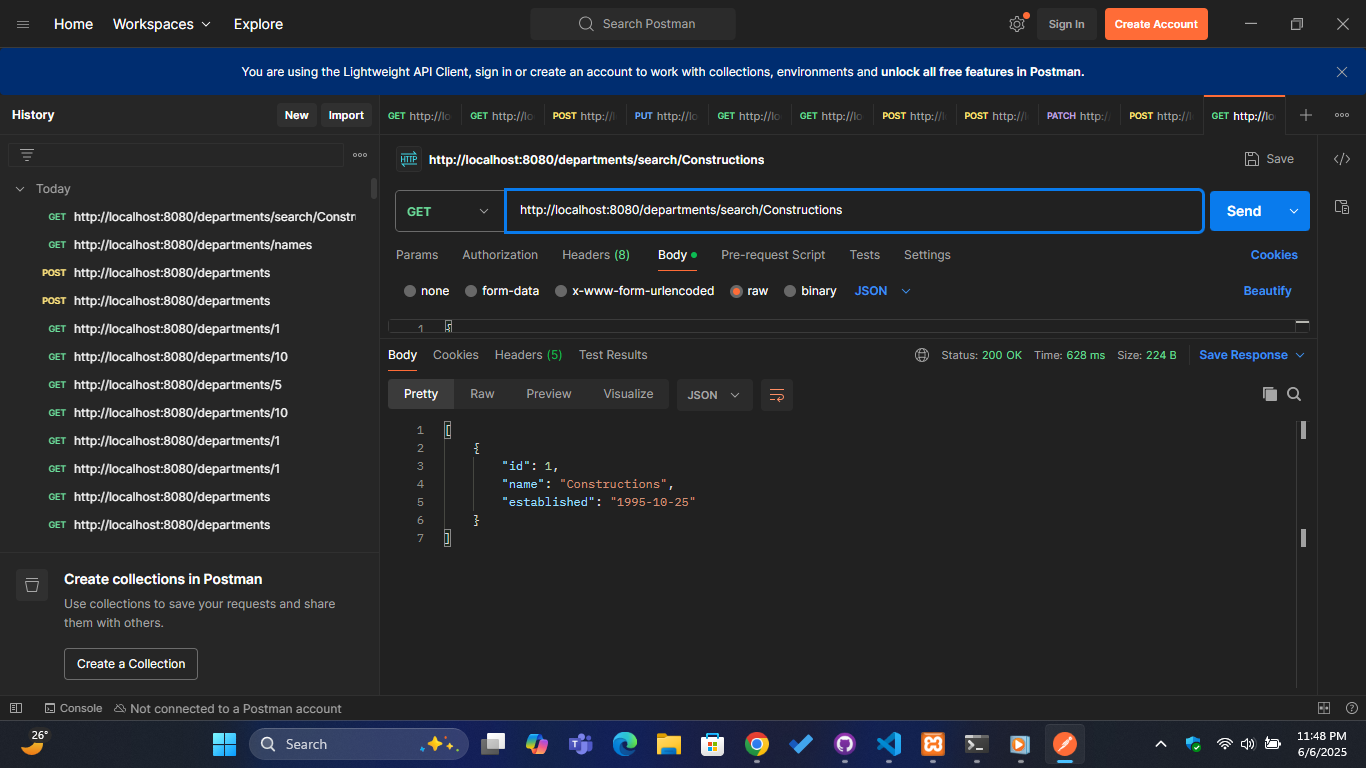 Home Workspaces Explore Search Postman Sign In Create Account
You are using the Lightweight API Client, sign in or create an account to work with collections, environments and unlock all free features in Postman.
History New Import
GET http://lo GET http://lo POST http:// PUT http://lo GET http://lo GET http://lo POST http:// POST http:// PATCH http:/ POST http:// GET http://lo
Today
GET http://localhost:8080/departments/search/Constr
GET http://localhost:8080/departments/names
POST http://localhost:8080/departments
POST http://localhost:8080/departments
GET http://localhost:8080/departments/1
GET http://localhost:8080/departments/10
GET http://localhost:8080/departments/5
GET http://localhost:8080/departments/10
GET http://localhost:8080/departments/1
GET http://localhost:8080/departments/1
GET http://localhost:8080/departments
GET http://localhost:8080/departments
Create collections in Postman
Use collections to save your requests and share
them with others.
Create a Collection
HTTP http://localhost:8080/departments/search/Constructions Save
GET http://localhost:8080/departments/search/Constructions Send
Params Authorization Headers (8) Body Pre-request Script Tests Settings Cookies
none form-data x-www-form-urlencoded raw binary JSON Beautify
1 {
Body Cookies Headers (5) Test Results Status: 200 OK Time: 628 ms Size: 224 B Save Response
Pretty Raw Preview Visualize JSON
1 [
2 {
3 "id": 1,
4 "name": "Constructions",
5 "established": "1995-10-25"
6 }
7 ]
Console Not connected to a Postman account
26° Search 11:48 PM
6/6/2025